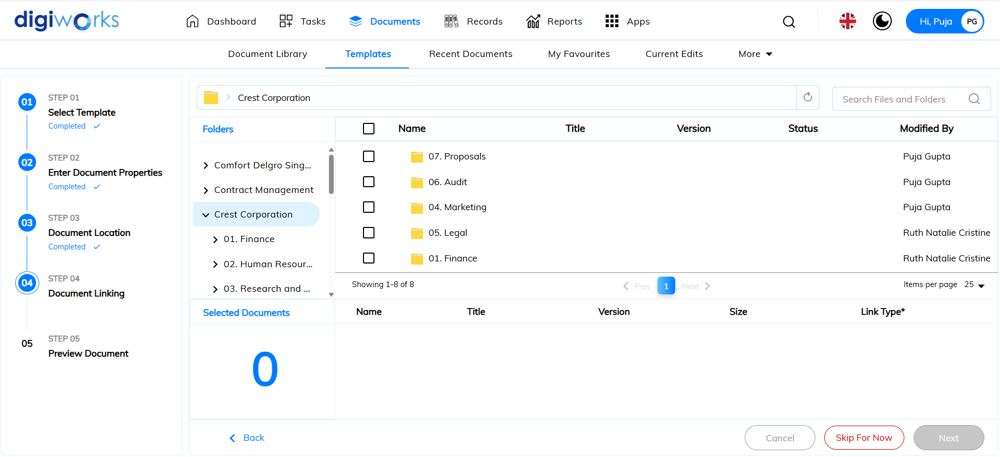 digiworks
Dashboard
Tasks
Documents
Records
Reports
Apps
Hi, Puja
PG
Document Library
Templates
Recent Documents
My Favourites
Current Edits
More
01
STEP 01
Select Template
Completed
02
STEP 02
Enter Document Properties
Completed
03
STEP 03
Document Location
Completed
04
STEP 04
Document Linking
05
STEP 05
Preview Document
Crest Corporation
Search Files and Folders
Folders
Comfort Delgro Sing...
Contract Management
Crest Corporation
01. Finance
02. Human Resour...
03. Research and ...
Name Title Version Status Modified By
07. Proposals Puja Gupta
06. Audit Puja Gupta
04. Marketing Puja Gupta
05. Legal Ruth Natalie Cristine
01. Finance Ruth Natalie Cristine
Showing 1-8 of 8
Prev 1 Next
Items per page 25
Selected Documents
0
Name Title Version Size Link Type*
Back
Cancel
Skip For Now
Next